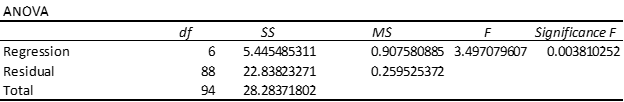 ANOVA
df SS MS F Significance F
Regression 6 5.445485311 0.907580885 3.497079607 0.003810252
Residual 88 22.83823271 0.259525372
Total 94 28.28371802